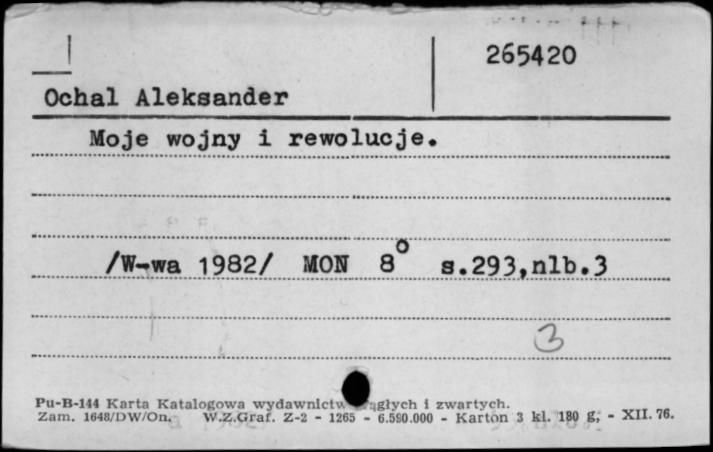 265420
Ochal Aleksander
Moje wojny i rewolucje.
/W-wa 1982/ MON 8° s.293,nlb.3
3
Pu-B-144 Karta Katalogowa wydawnictw ciągłych i zwartych.
Zam. 1648/DW/On. W.Z.Graf. Z-2 - 1265 - 6.590.000 - Karton 3 kl. 180 g, - XII. 76.